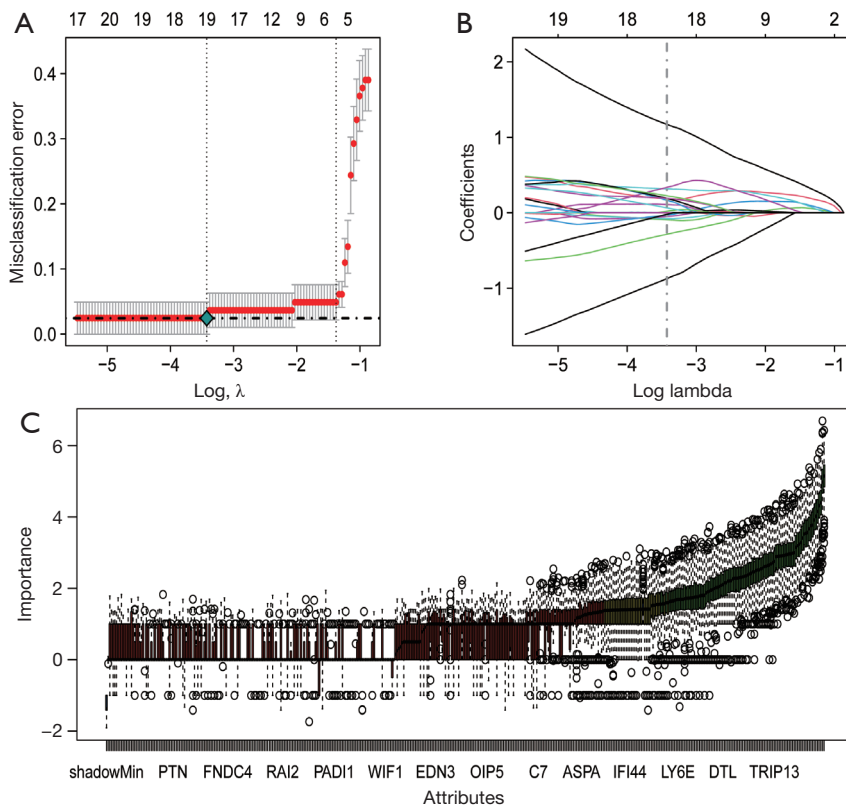 A
17 20 19 18 19 17 12 9 6 5
Misclassification error
0.4
0.3
0.2
0.1
0.0
−5 −4 −3 −2 −1
Log, λ
B
19 18 18 9 2
Coefficients
2
1
0
−1
−5 −4 −3 −2 −1
Log lambda
C
Importance
6
4
2
0
−2
shadowMin PTN FNDC4 RAI2 PADI1 WIF1 EDN3 OIP5 C7 ASPA IFI44 LY6E DTL TRIP13
Attributes